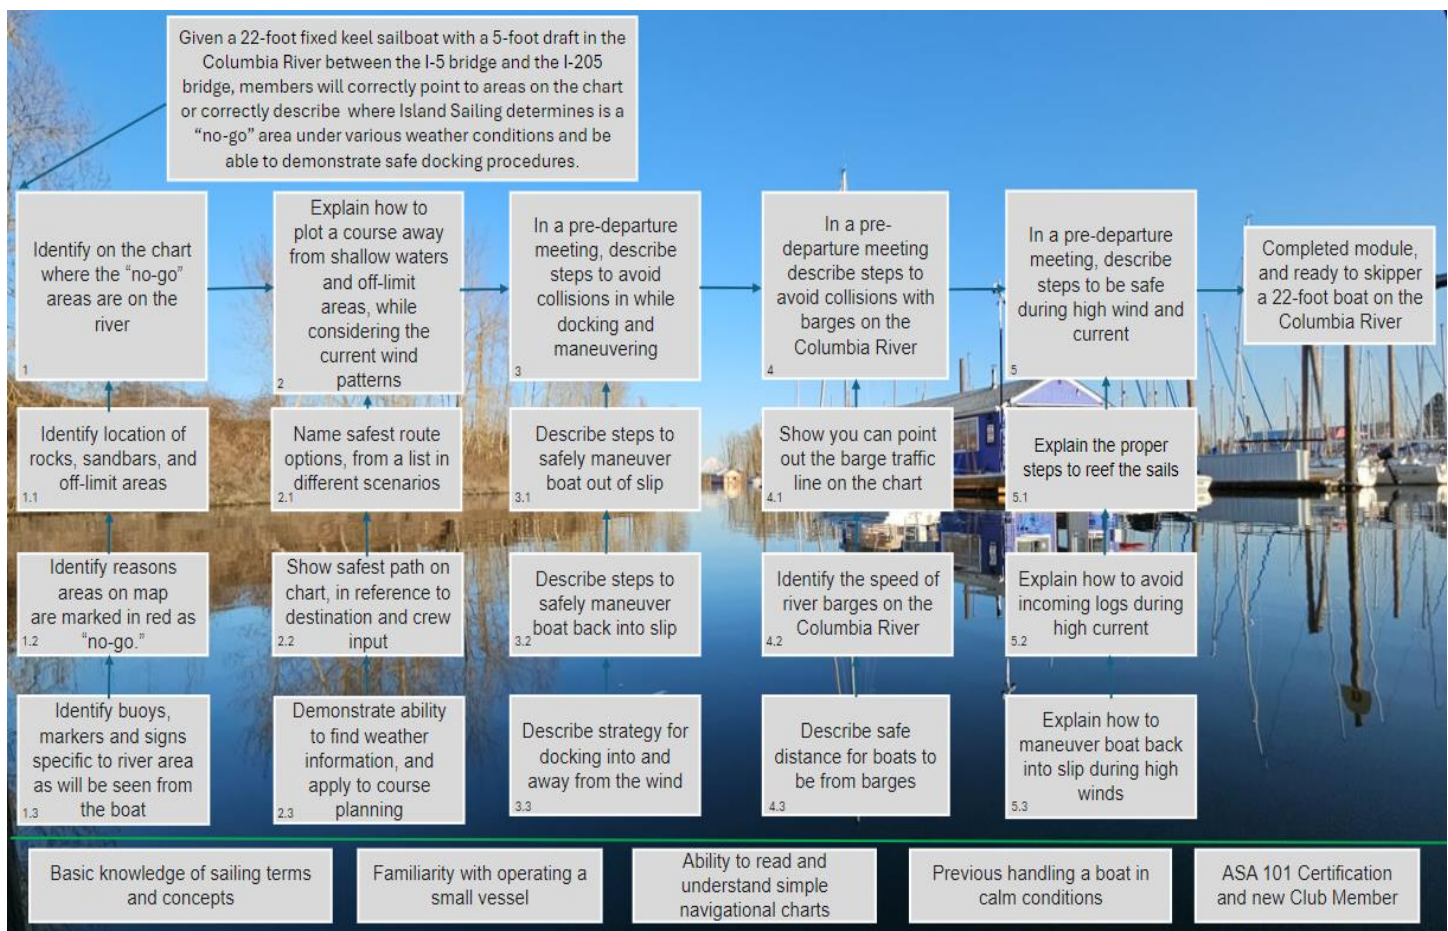 Given a 22-foot fixed keel sailboat with a 5-foot draft in the
Columbia River between the I-5 bridge and the I-205
bridge, members will correctly point to areas on the chart
or correctly describe where Island Sailing determines is a
“no-go” area under various weather conditions and be
able to demonstrate safe docking procedures.
Identify on the chart
where the “no-go”
areas are on the
river
1
Explain how to
plot a course away
from shallow waters
and off-limit
areas, while
considering the
current wind
patterns
2
In a pre-departure
meeting, describe
steps to avoid
collisions in while
docking and
maneuvering
3
In a pre-
departure meeting
describe steps to
avoid collisions with
barges on the
Columbia River
4
In a pre-departure
meeting, describe
steps to be safe
during high wind and
current
5
Completed module,
and ready to skipper
a 22-foot boat on the
Columbia River
Identify location of
rocks, sandbars, and
off-limit areas
1.1
Name safest route
options, from a list in
different scenarios
2.1
Describe steps to
safely maneuver
boat out of slip
3.1
Show you can point
out the barge traffic
line on the chart
4.1
Explain the proper
steps to reef the sails
5.1
Identify reasons
areas on map
are marked in red as
“no-go.”
1.2
Show safest path on
chart, in reference to
destination and crew
input
2.2
Describe steps to
safely maneuver
boat back into slip
3.2
Identify the speed of
river barges on the
Columbia River
4.2
Explain how to avoid
incoming logs during
high current
5.2
Identify buoys,
markers and signs
specific to river area
as will be seen from
the boat
1.3
Demonstrate ability
to find weather
information, and
apply to course
planning
2.3
Describe strategy for
docking into and
away from the wind
3.3
Describe safe
distance for boats to
be from barges
4.3
Explain how to
maneuver boat back
into slip during high
winds
5.3
Basic knowledge of sailing terms
and concepts
Familiarity with operating a
small vessel
Ability to read and
understand simple
navigational charts
Previous handling a boat in
calm conditions
ASA 101 Certification
and new Club Member